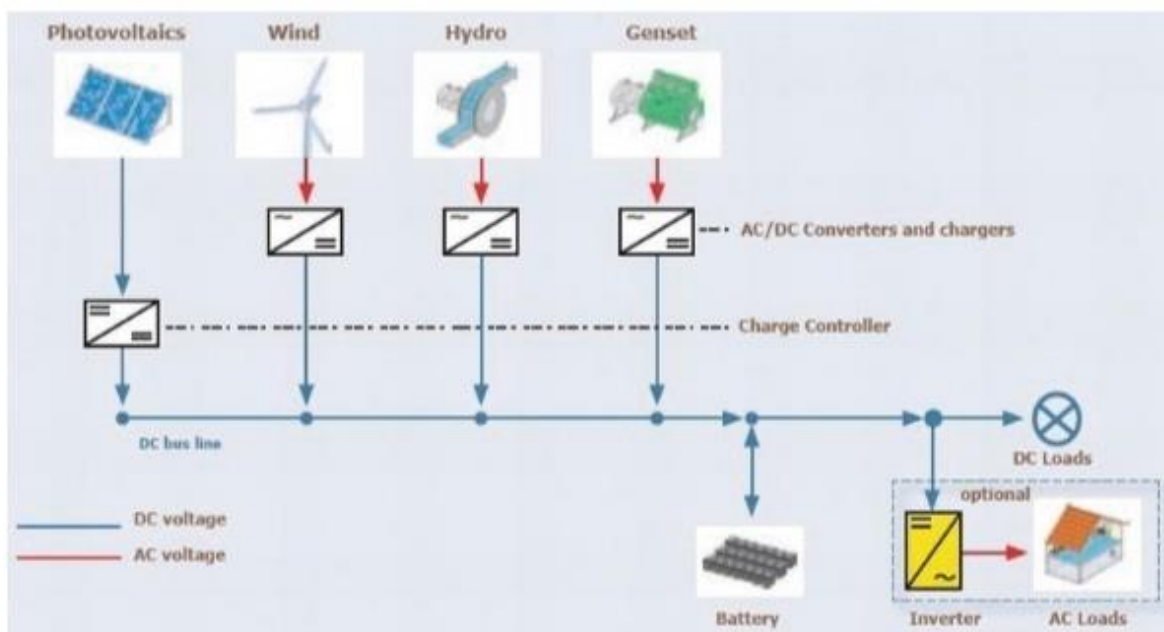 Photovoltaics
Wind
Hydro
Genset
AC/DC Converters and chargers
Charge Controller
DC bus line
DC Loads
optional
DC voltage
AC voltage
Battery
Inverter
AC Loads